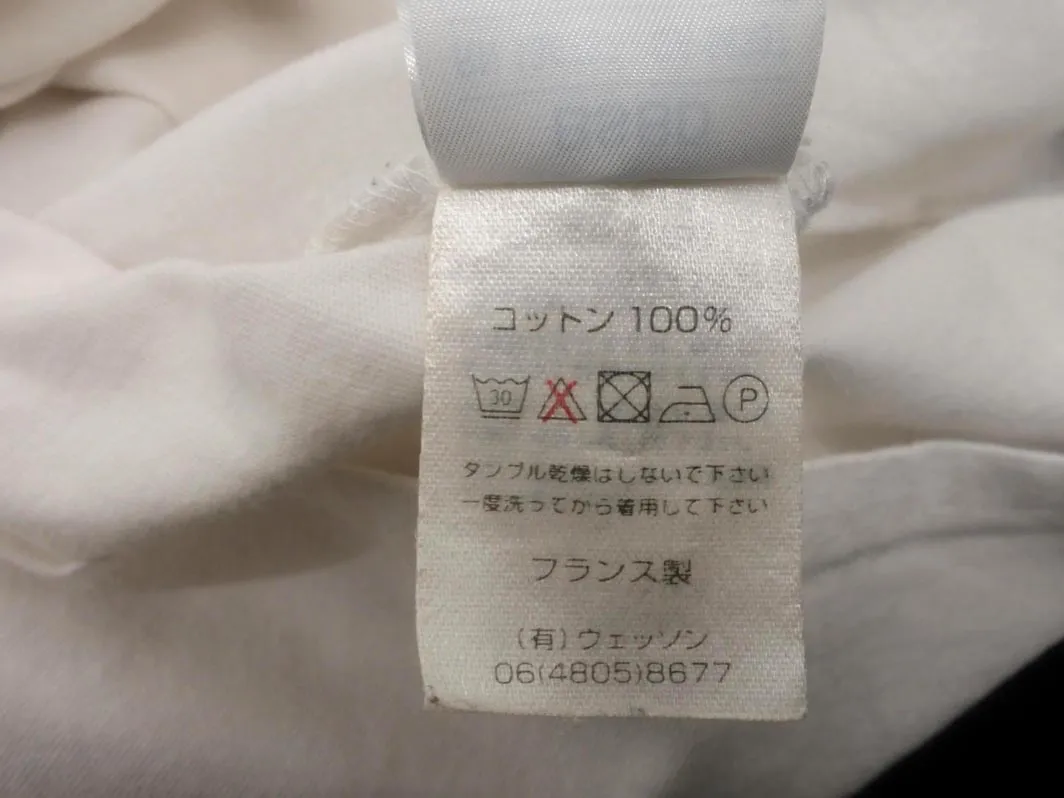 コットン 100%
30 P
タンブル乾燥はしないで下さい
一度洗ってから着用して下さい
フランス製
(有)ウェッソン
06(4805)8677